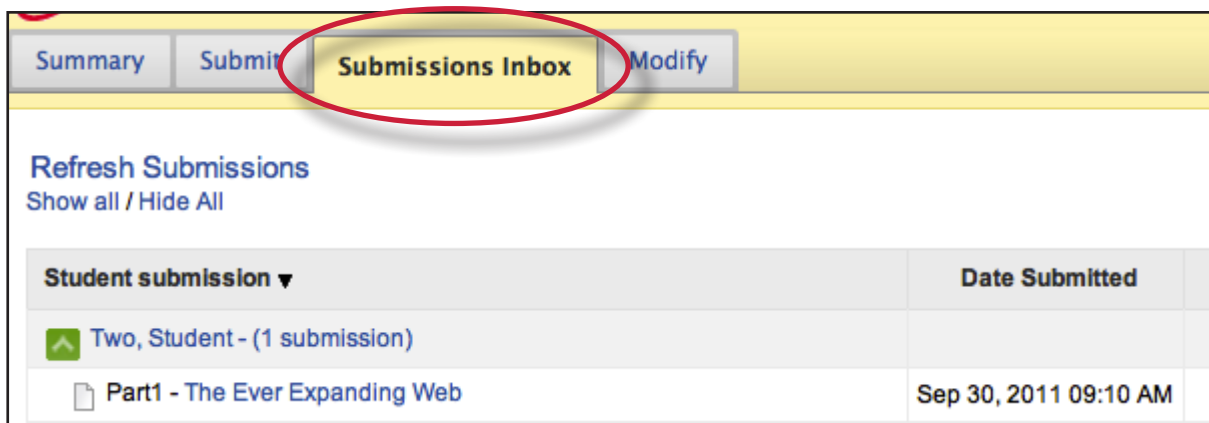 Summary Submit Submissions Inbox Modify
Refresh Submissions
Show all / Hide All
Student submission Date Submitted
Two, Student - (1 submission)
Part1 - The Ever Expanding Web Sep 30, 2011 09:10 AM